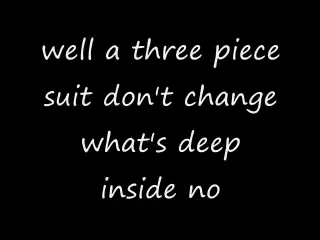 well a three piece
suit don't change
what's deep
inside no